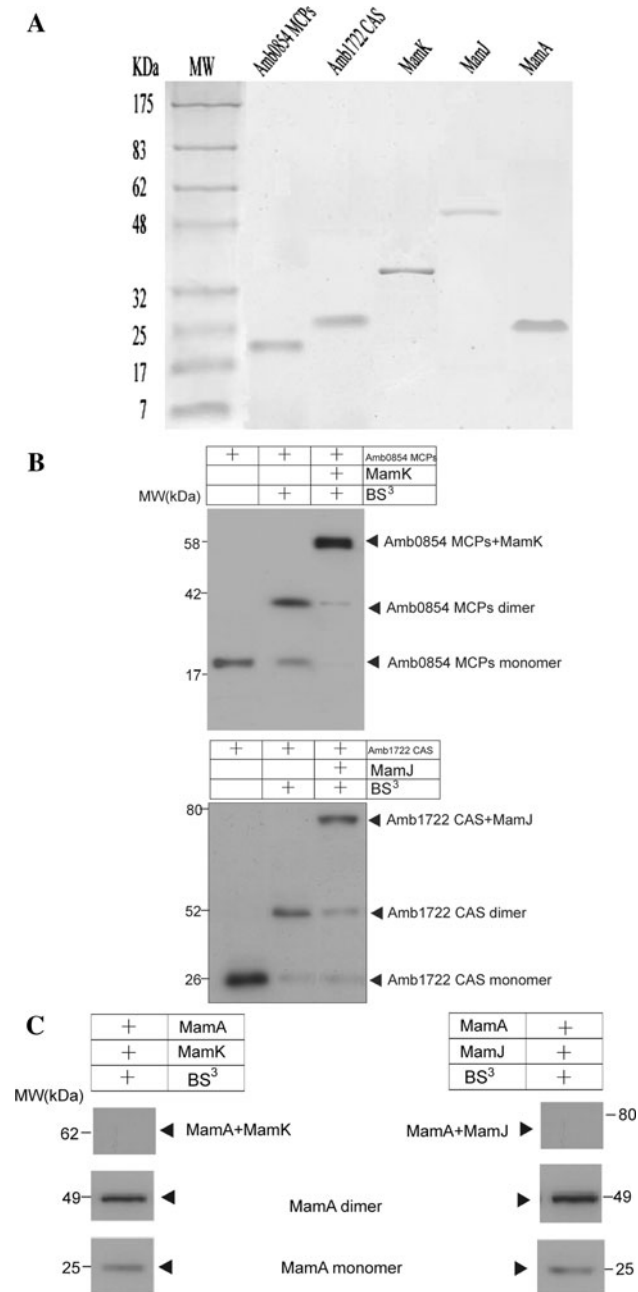 A
KDa MW Amb0854 MCPs Amb1722 CAS MamK MamJ MamA
175
83
62
48
32
25
17
7
B
+ + + Amb0854 MCPs
+ MamK
MW(kDa) + + BS³
58 Amb0854 MCPs+MamK
42 Amb0854 MCPs dimer
17 Amb0854 MCPs monomer
+ + + Amb1722 CAS
+ MamJ
+ + BS³
80 Amb1722 CAS+MamJ
52 Amb1722 CAS dimer
26 Amb1722 CAS monomer
C
+ MamA MamA +
+ MamK MamJ +
+ BS³ BS³ +
MW(kDa)
62 MamA+MamK MamA+MamJ 80
49 MamA dimer 49
25 MamA monomer 25